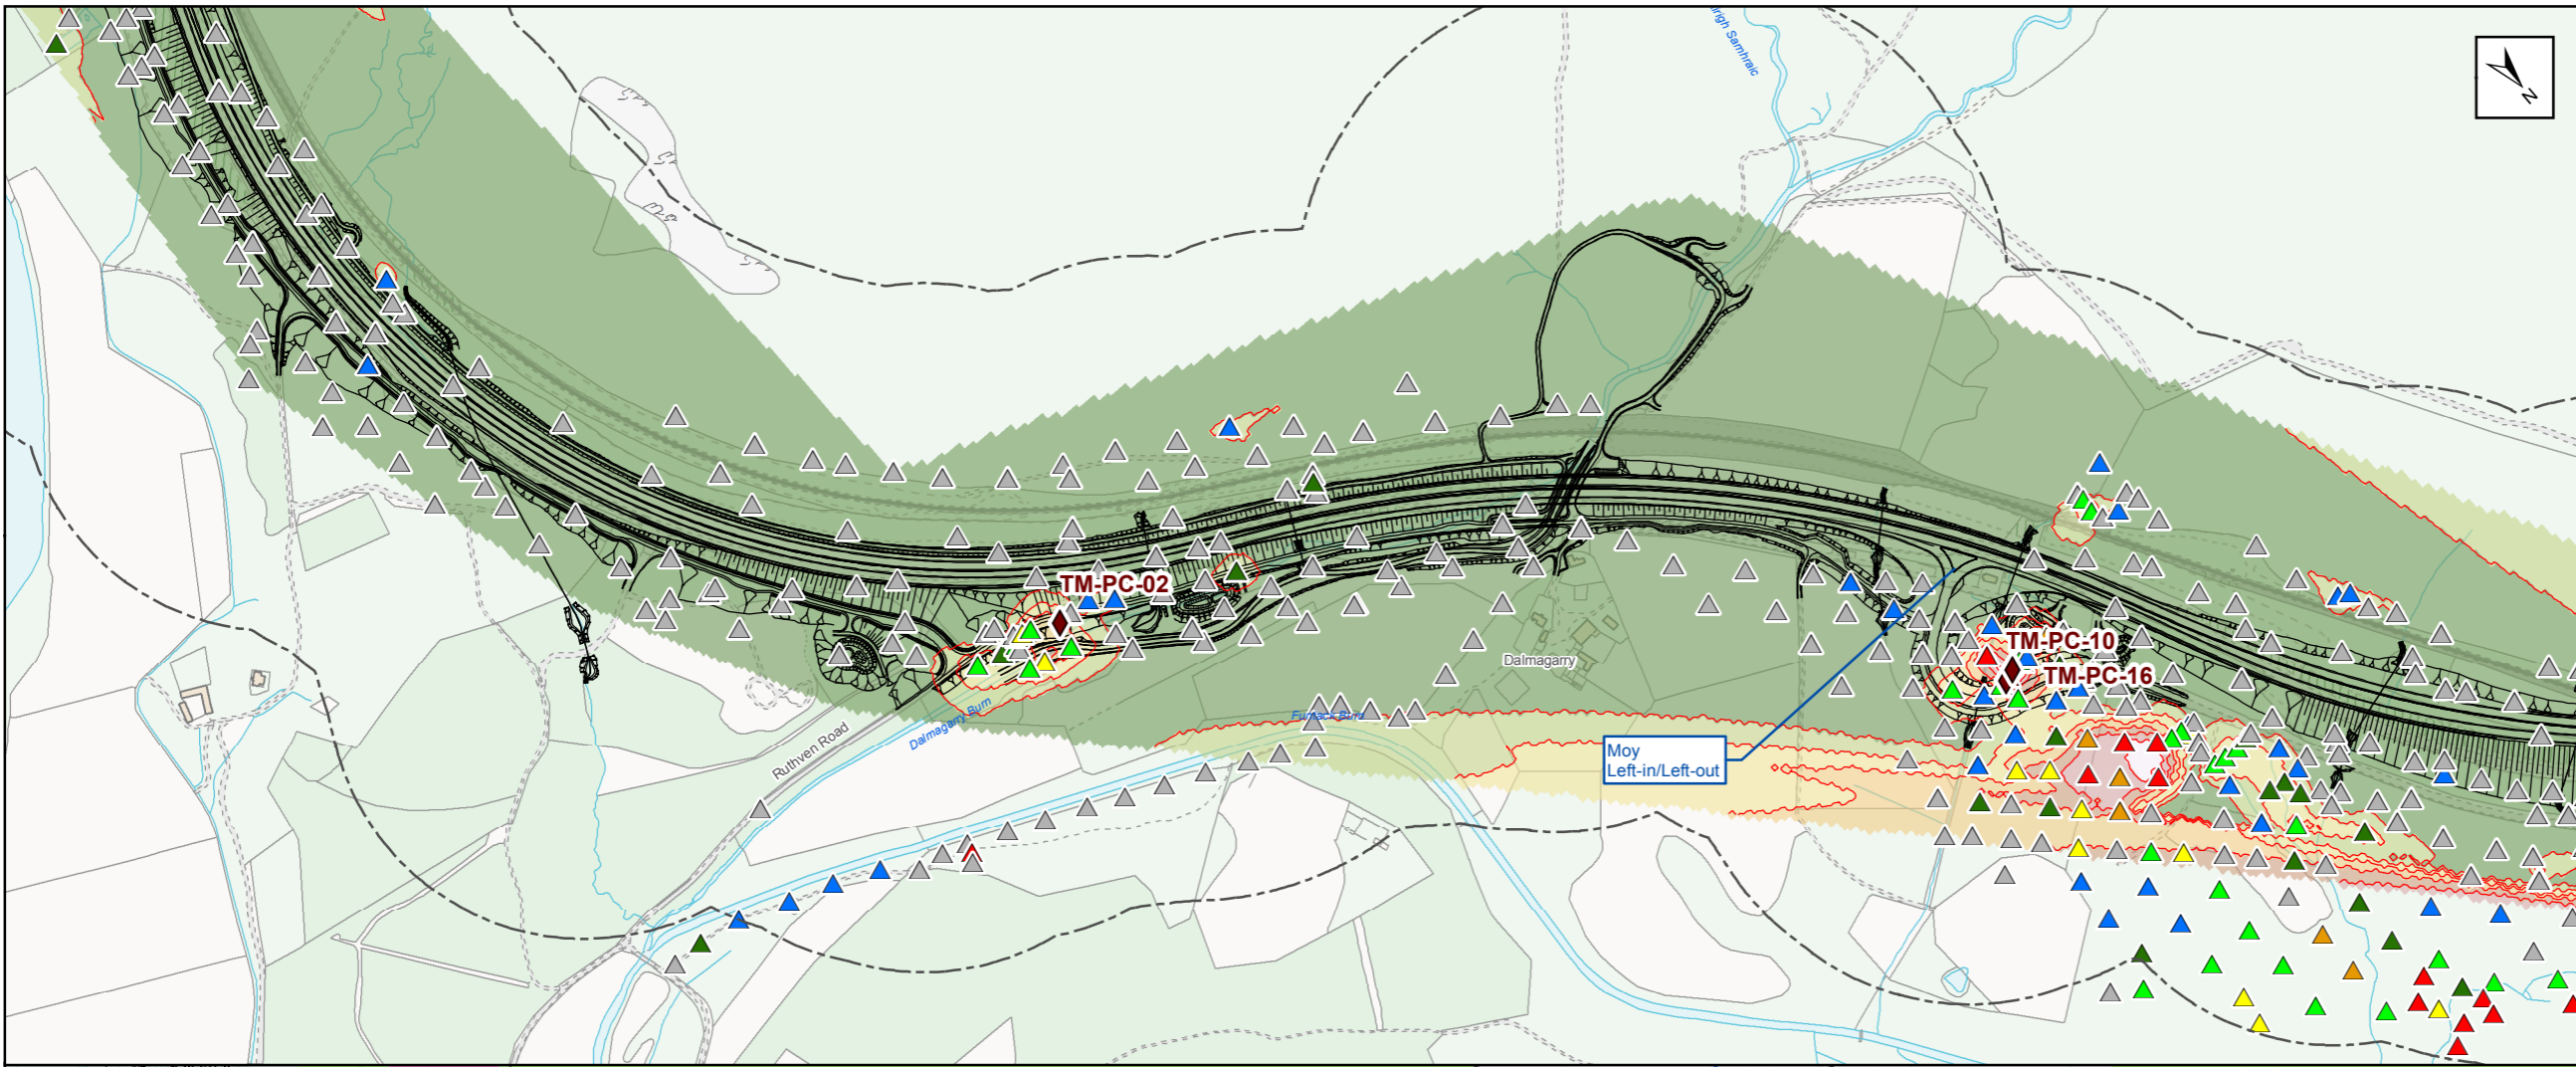 N
TM-PC-02
TM-PC-10
TM-PC-16
Dalmagarry
Moy
Left-in/Left-out
Ruthven Road
Dalmagarry Burn
Funtack Burn